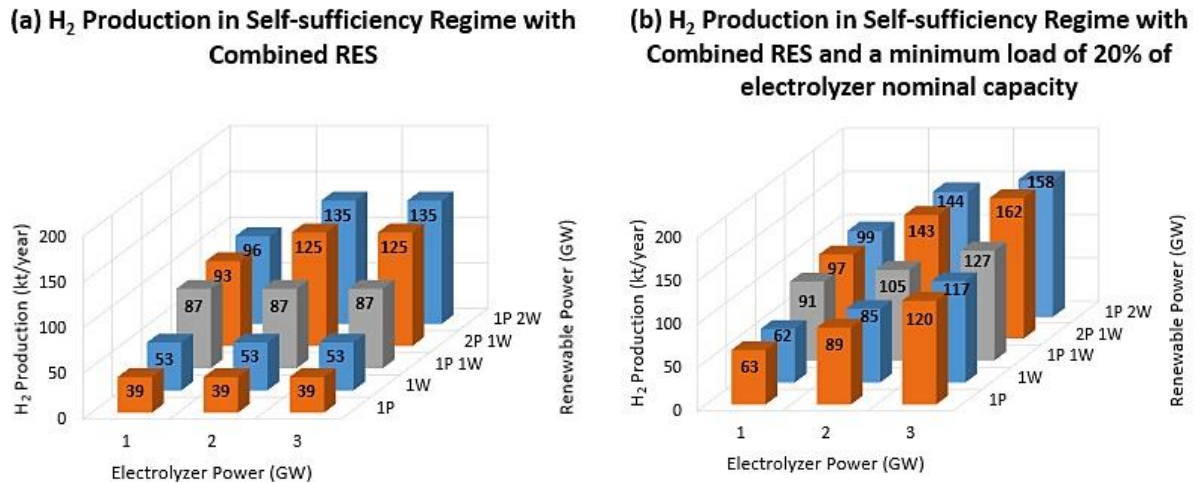 (a) H₂ Production in Self-sufficiency Regime with
Combined RES
H₂ Production (kt/year)
200
150
100
50
0
96
135
135
93
125
125
87
87
87
53
53
53
39
39
39
1P 2W
2P 1W
1P 1W
1W
1P
Renewable Power (GW)
1
2
3
Electrolyzer Power (GW)
(b) H₂ Production in Self-sufficiency Regime with
Combined RES and a minimum load of 20% of
electrolyzer nominal capacity
H₂ Production (kt/year)
200
150
100
50
0
99
144
158
97
143
162
91
105
127
62
85
117
63
89
120
1P 2W
2P 1W
1P 1W
1W
1P
Renewable Power (GW)
1
2
3
Electrolyzer Power (GW)